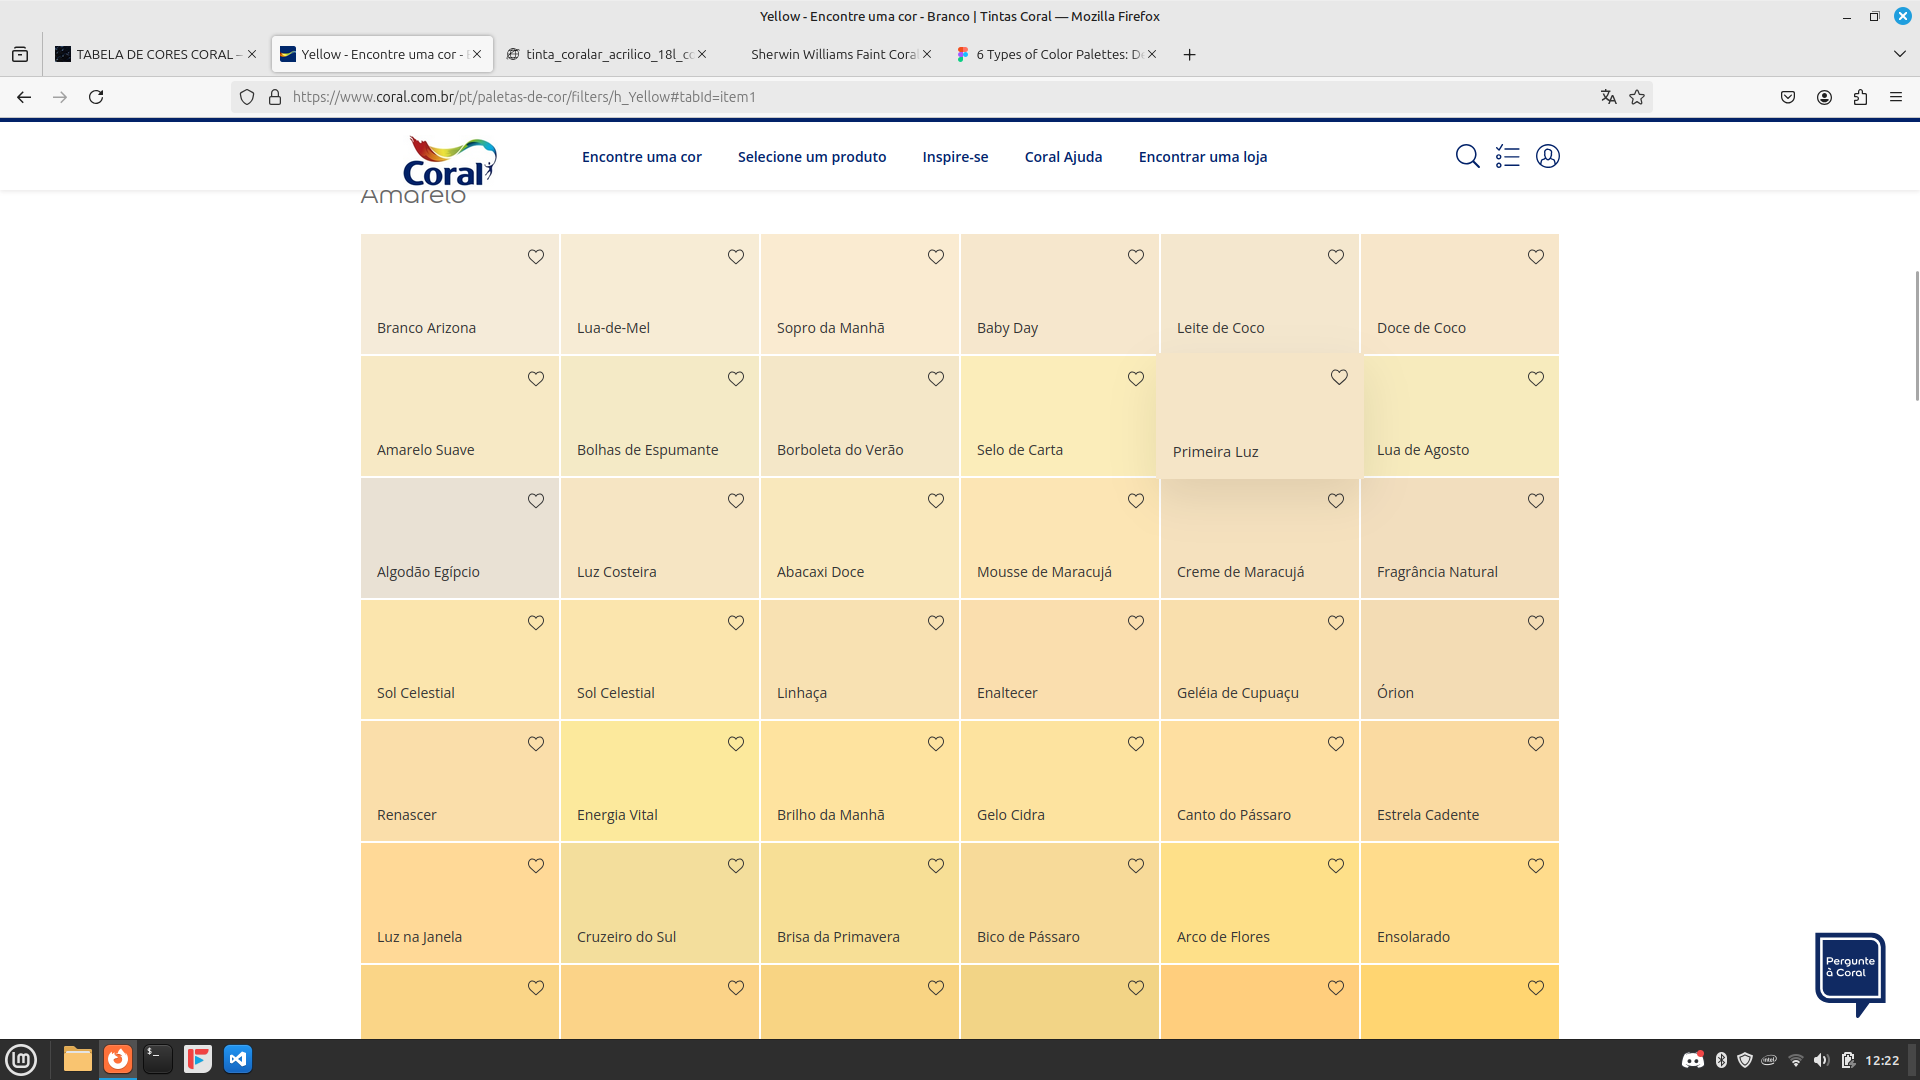 Yellow - Encontre uma cor - Branco | Tintas Coral — Mozilla Firefox
TABELA DE CORES CORAL –
Yellow - Encontre uma cor -
tinta_coralar_acrilico_18l_co
Sherwin Williams Faint Coral
6 Types of Color Palettes: De
https://www.coral.com.br/pt/paletas-de-cor/filters/h_Yellow#tabId=item1
Coral
Encontre uma cor
Selecione um produto
Inspire-se
Coral Ajuda
Encontrar uma loja
Amarelo
Branco Arizona
Lua-de-Mel
Sopro da Manhã
Baby Day
Leite de Coco
Doce de Coco
Amarelo Suave
Bolhas de Espumante
Borboleta do Verão
Selo de Carta
Primeira Luz
Lua de Agosto
Algodão Egípcio
Luz Costeira
Abacaxi Doce
Mousse de Maracujá
Creme de Maracujá
Fragrância Natural
Sol Celestial
Sol Celestial
Linhaça
Enaltecer
Geléia de Cupuaçu
Órion
Renascer
Energia Vital
Brilho da Manhã
Gelo Cidra
Canto do Pássaro
Estrela Cadente
Luz na Janela
Cruzeiro do Sul
Brisa da Primavera
Bico de Pássaro
Arco de Flores
Ensolarado
Pergunte
à Coral
12:22